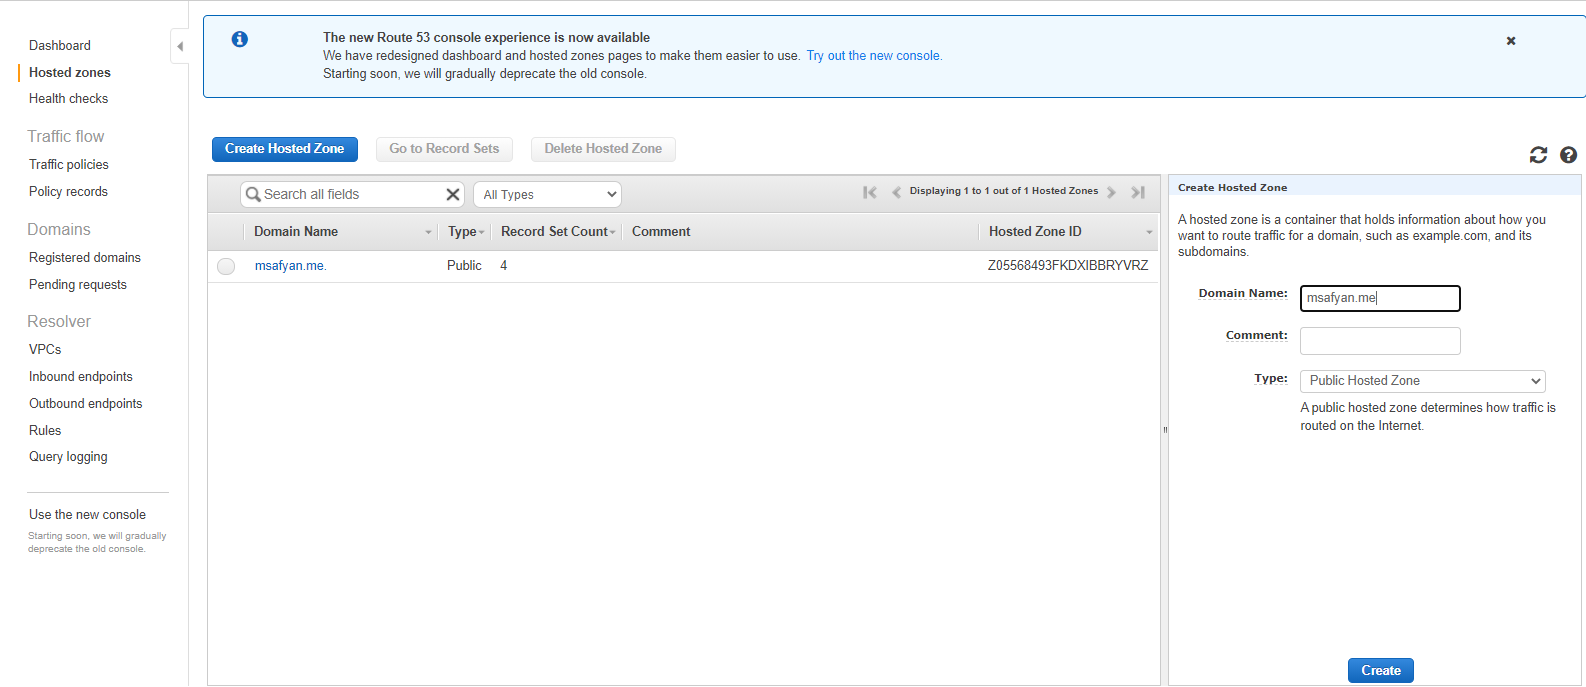 Dashboard
Hosted zones
Health checks
Traffic flow
Traffic policies
Policy records
Domains
Registered domains
Pending requests
Resolver
VPCs
Inbound endpoints
Outbound endpoints
Rules
Query logging
Use the new console
Starting soon, we will gradually
deprecate the old console.
The new Route 53 console experience is now available
We have redesigned dashboard and hosted zones pages to make them easier to use. Try out the new console.
Starting soon, we will gradually deprecate the old console.
Create Hosted Zone
Go to Record Sets
Delete Hosted Zone
Search all fields
All Types
Displaying 1 to 1 out of 1 Hosted Zones
Domain Name Type Record Set Count Comment Hosted Zone ID
msafyan.me. Public 4 Z05568493FKDXIBBRYVRZ
Create Hosted Zone
A hosted zone is a container that holds information about how you
want to route traffic for a domain, such as example.com, and its
subdomains.
Domain Name: msafyan.me
Comment:
Type: Public Hosted Zone
A public hosted zone determines how traffic is
routed on the Internet.
Create